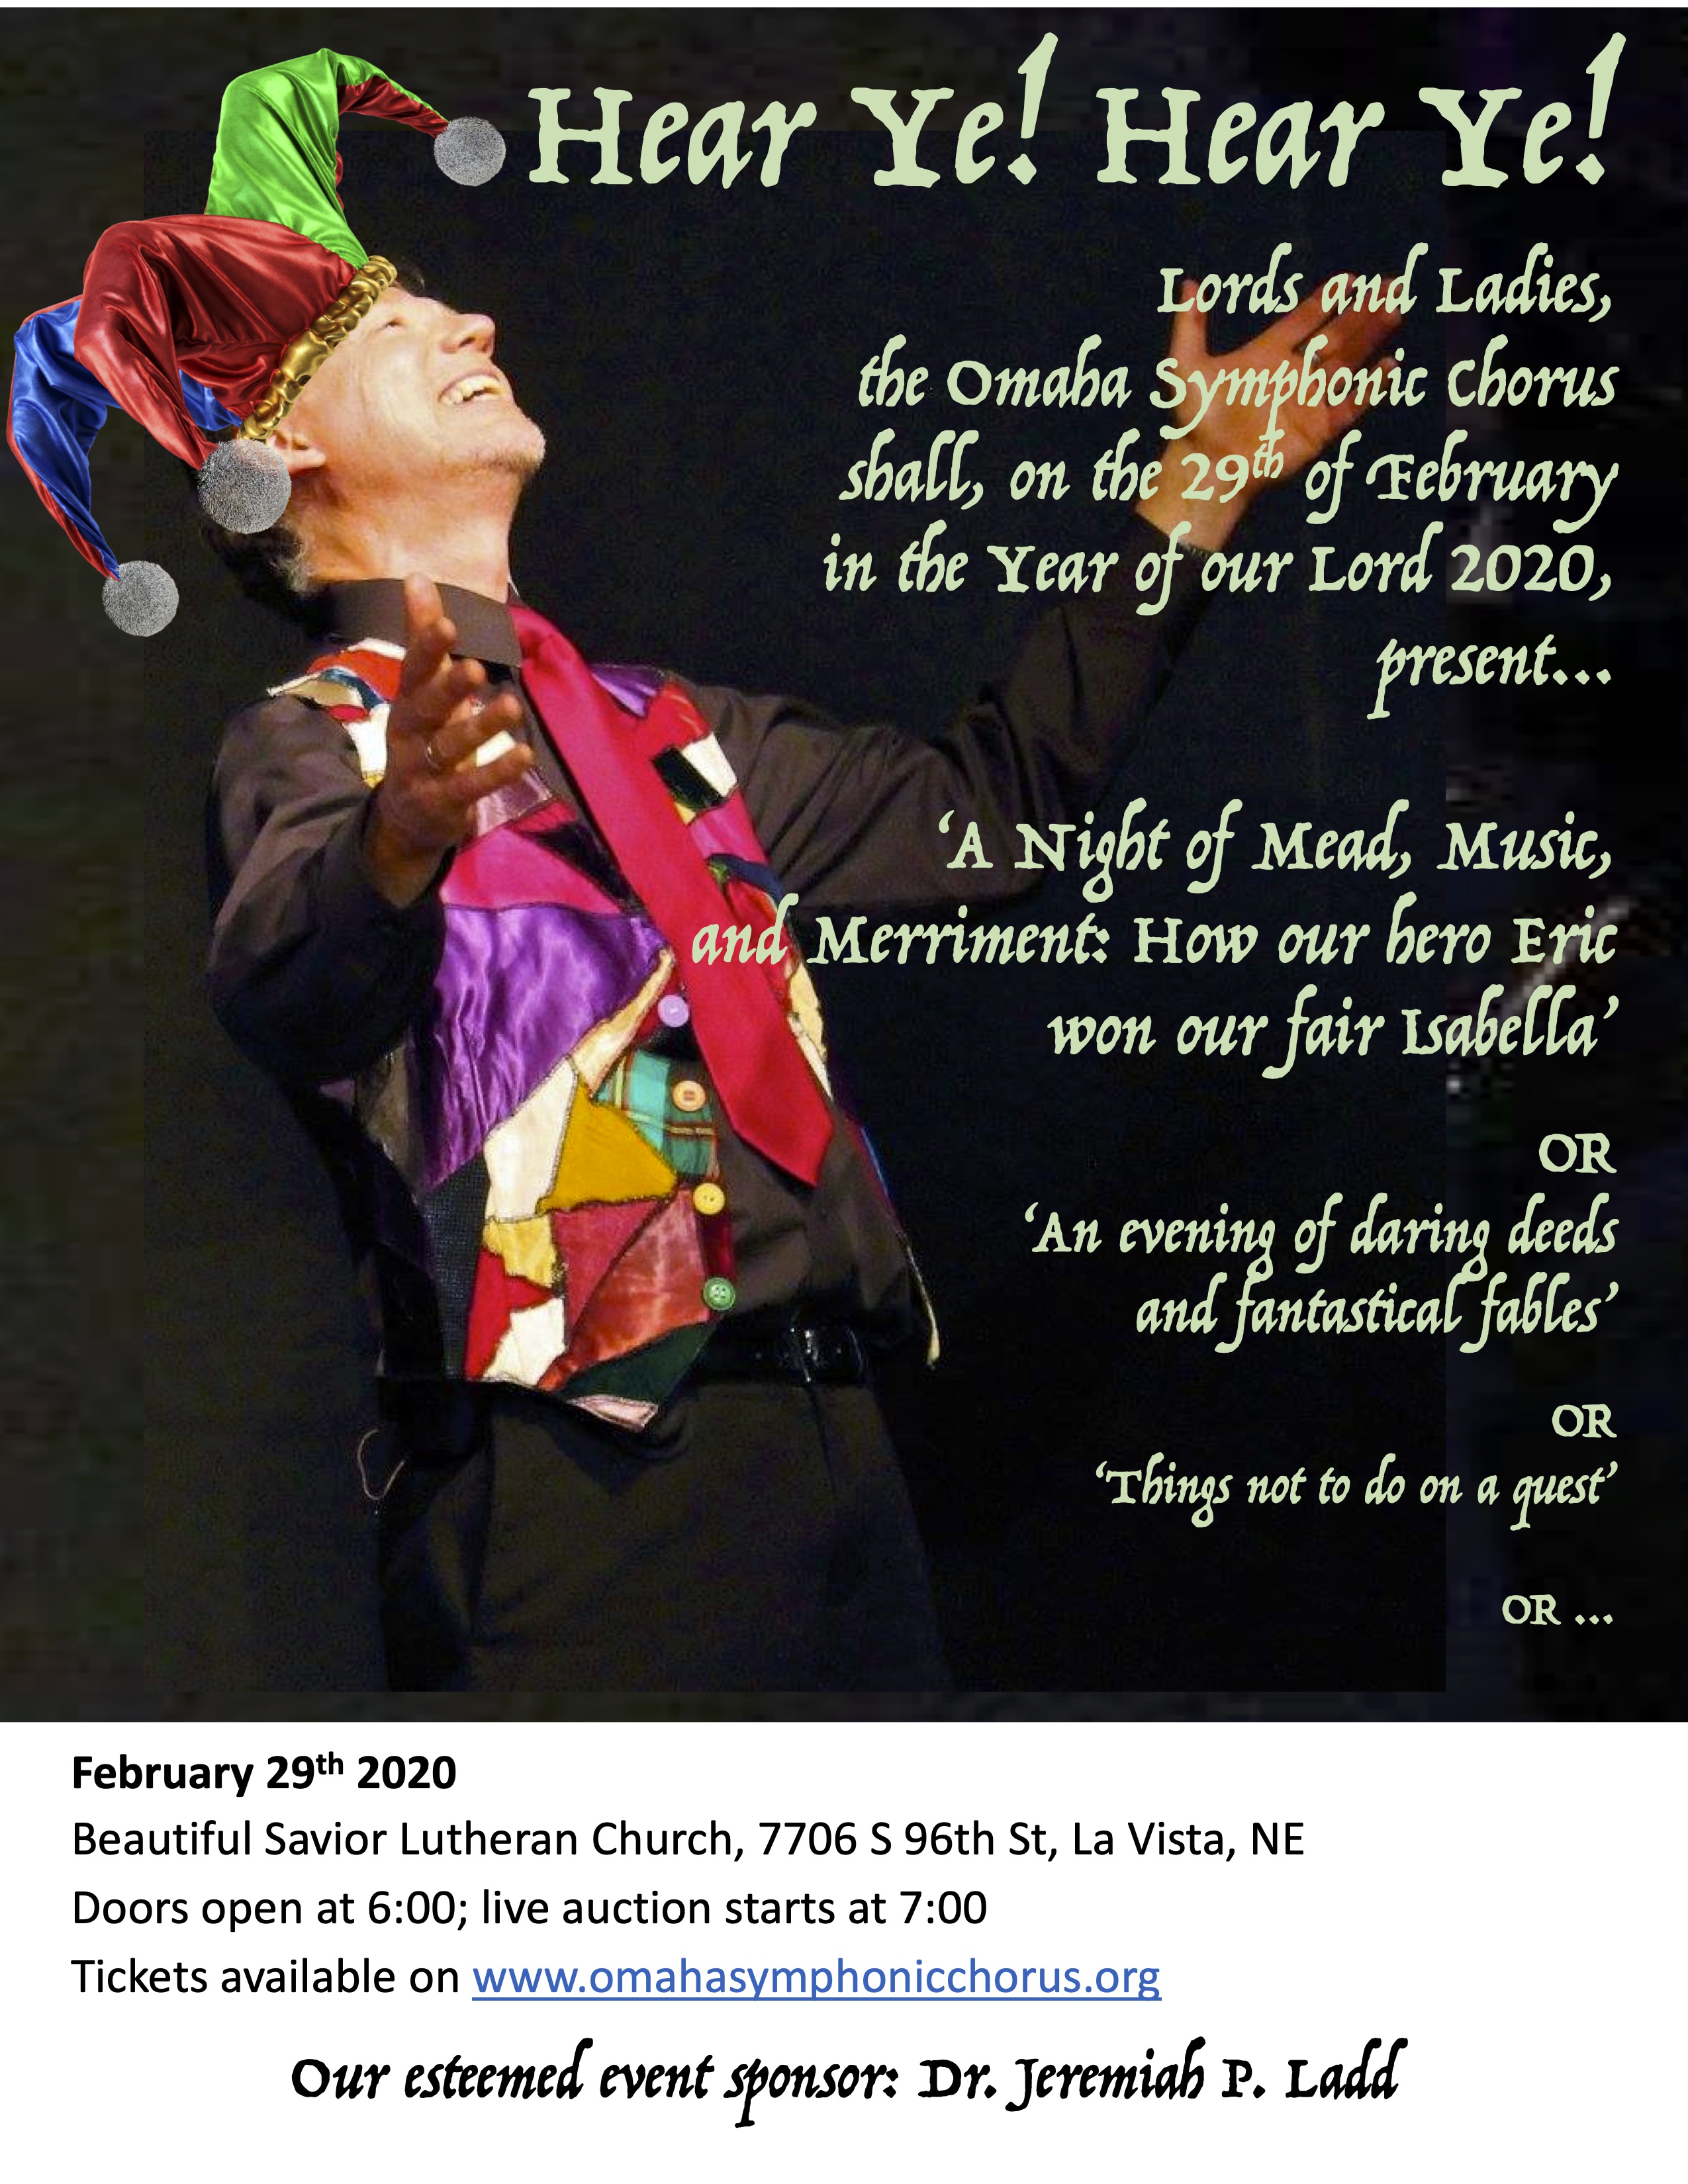 Hear Ye! Hear Ye!
Lords and Ladies,
the Omaha Symphonic Chorus
shall, on the 29th of February
in the Year of our Lord 2020,
present...
‘A Night of Mead, Music,
and Merriment: How our hero Eric
won our fair Isabella’
OR
‘An evening of daring deeds
and fantastical fables’
OR
‘Things not to do on a quest’
OR ...
February 29th 2020
Beautiful Savior Lutheran Church, 7706 S 96th St, La Vista, NE
Doors open at 6:00; live auction starts at 7:00
Tickets available on www.omahasymphonicchorus.org
Our esteemed event sponsor: Dr. Jeremiah P. Ladd